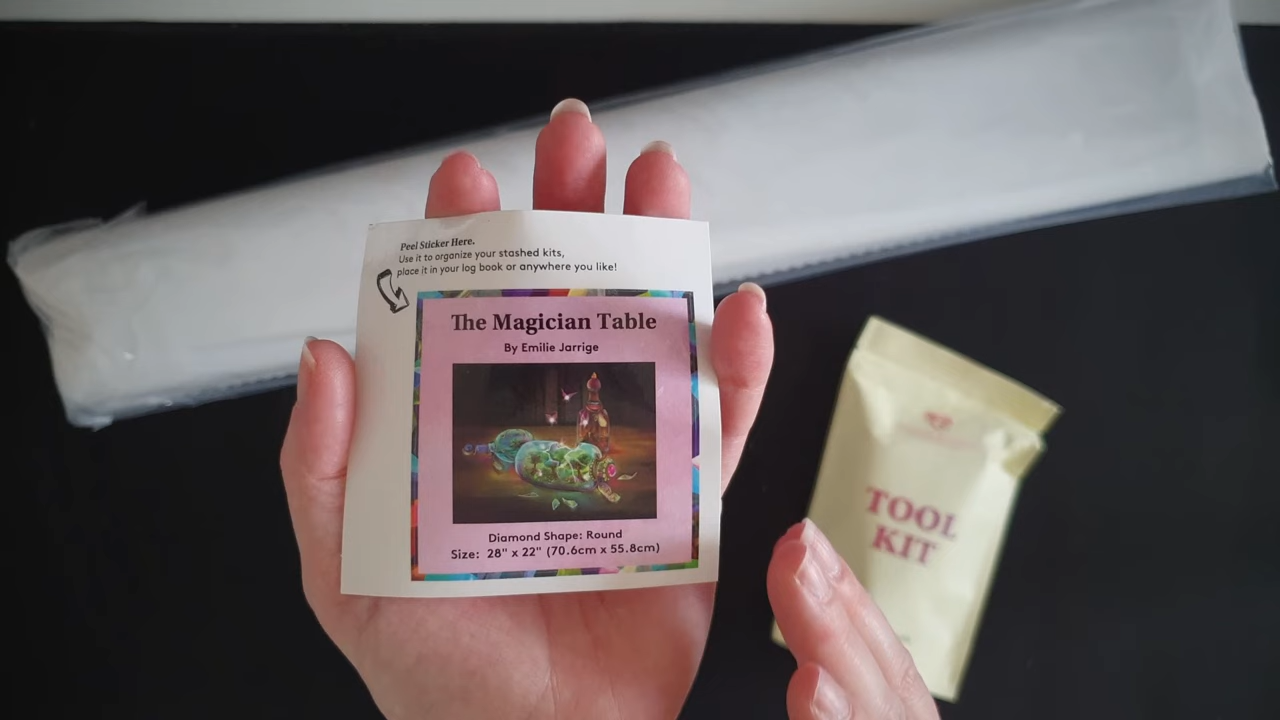 Peel Sticker Here.
Use it to organize your stashed kits,
place it in your log book or anywhere you like!
The Magician Table
By Emilie Jarrige
Diamond Shape: Round
Size: 28" x 22" (70.6cm x 55.8cm)
TOOL
KIT